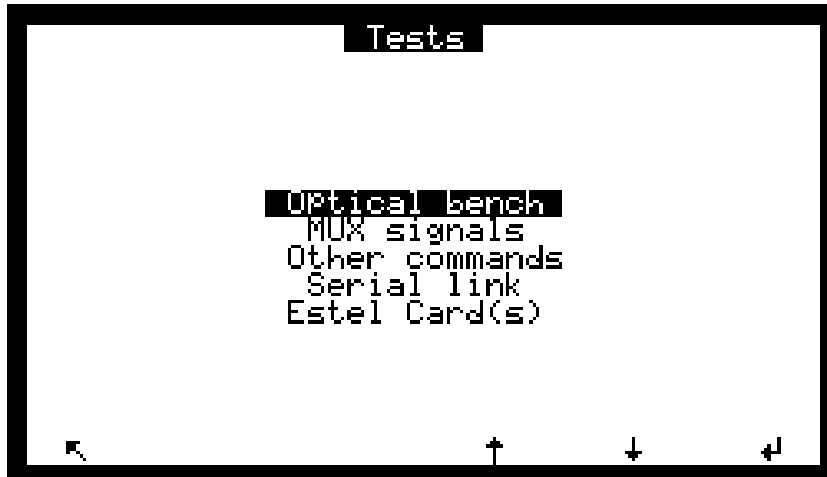 Tests
Optical bench
MUX signals
Other commands
Serial link
Estel Card(s)